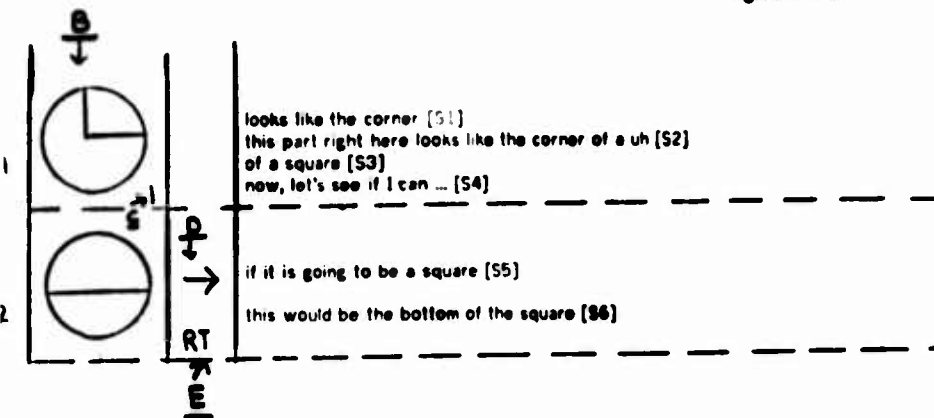 B
looks like the corner [S1]
this part right here looks like the corner of a uh [S2]
of a square [S3]
1
now, let's see if I can ... [S4]
D
if it is going to be a square [S5]
2
this would be the bottom of the square [S6]
RT
E